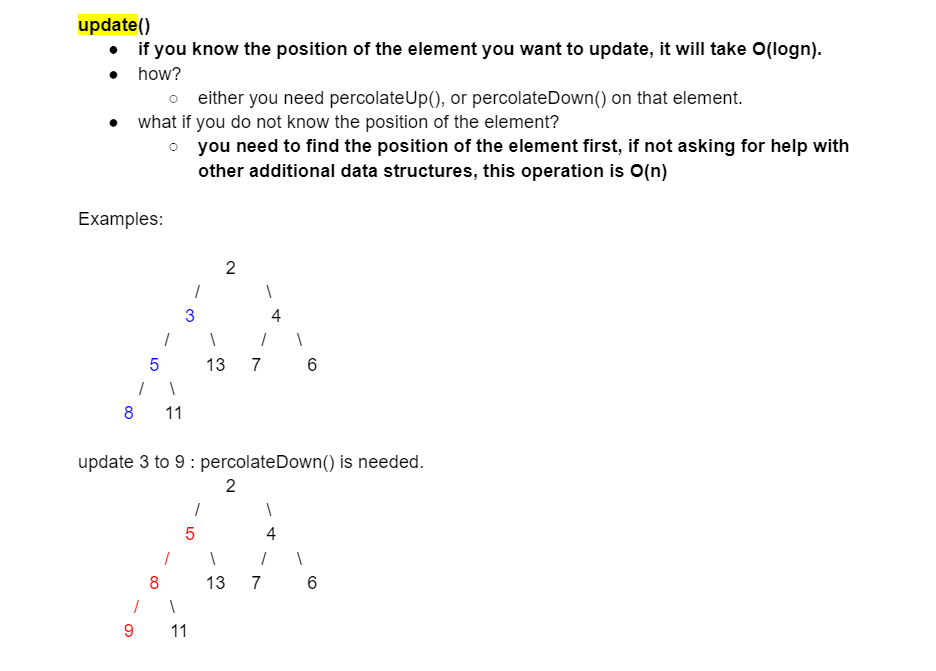 update()
● if you know the position of the element you want to update, it will take O(logn).
● how?
○ either you need percolateUp(), or percolateDown() on that element.
● what if you do not know the position of the element?
○ you need to find the position of the element first, if not asking for help with
other additional data structures, this operation is O(n)
Examples:
2
/ \
3 4
/ \ / \
5 13 7 6
/ \
8 11
update 3 to 9 : percolateDown() is needed.
2
/ \
5 4
/ \ / \
8 13 7 6
/ \
9 11